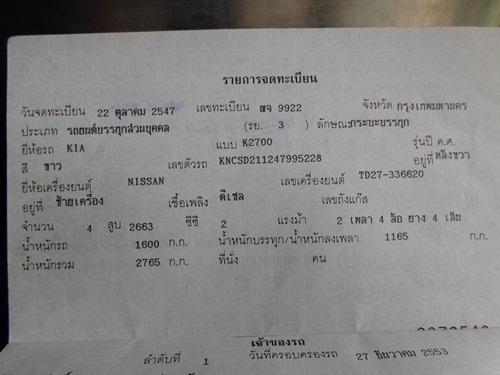 รายการจดทะเบียน
วันจดทะเบียน 22 ตุลาคม 2547 เลขทะเบียน ฒจ 9922 จังหวัด กรุงเทพมหานคร
ประเภท รถยนต์บรรทุกส่วนบุคคล (รย. 3 ) ลักษณะกระบะบรรทุก
ยี่ห้อรถ KIA แบบ K2700 รุ่นปี ค.ศ.
สี ขาว เลขตัวรถ KNCSD211247995228 อยู่ที่ หลังขวา
ยี่ห้อเครื่องยนต์ NISSAN เลขเครื่องยนต์ TD27-336620
อยู่ที่ ซ้ายเครื่อง เชื้อเพลิง ดีเซล เลขถังแก๊ส
จำนวน 4 สูบ 2663 ซีซี 2 แรงม้า 2 เพลา 4 ล้อ ยาง 4 เส้น
น้ำหนักรถ 1600 ก.ก. น้ำหนักบรรทุก/น้ำหนักลงเพลา 1165 ก.ก.
น้ำหนักรวม 2765 ก.ก. ที่นั่ง คน
เจ้าของรถ
ลำดับที่ 1 วันที่ครอบครองรถ 27 ธันวาคม 2553